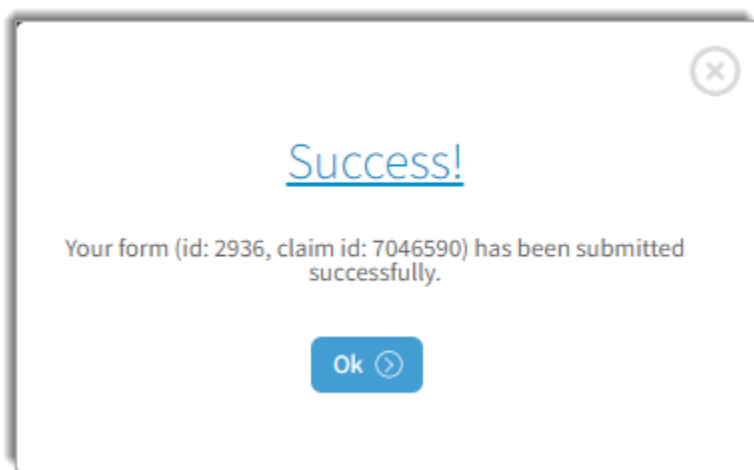 Success!
Your form (id: 2936, claim id: 7046590) has been submitted
successfully.
Ok